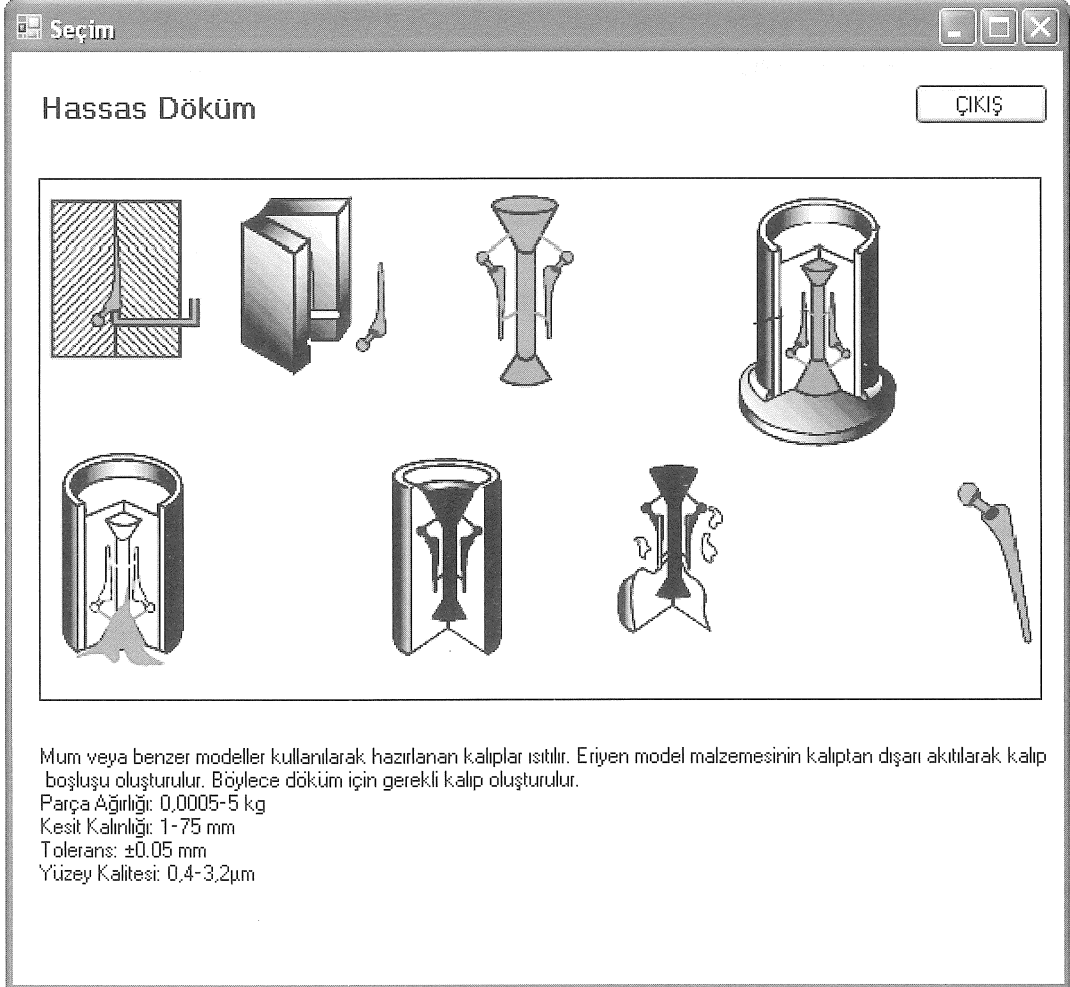 Seçim
Hassas Döküm
ÇIKIŞ
Mum veya benzer modeller kullanılarak hazırlanan kalıplar ısıtılır. Eriyen model malzemesinin kalıptan dışarı akıtılarak kalıp
boşluşu oluşturulur. Böylece döküm için gerekli kalıp oluşturulur.
Parça Ağırlığı: 0,0005-5 kg
Kesit Kalınlığı: 1-75 mm
Tolerans: ±0.05 mm
Yüzey Kalitesi: 0,4-3,2µm